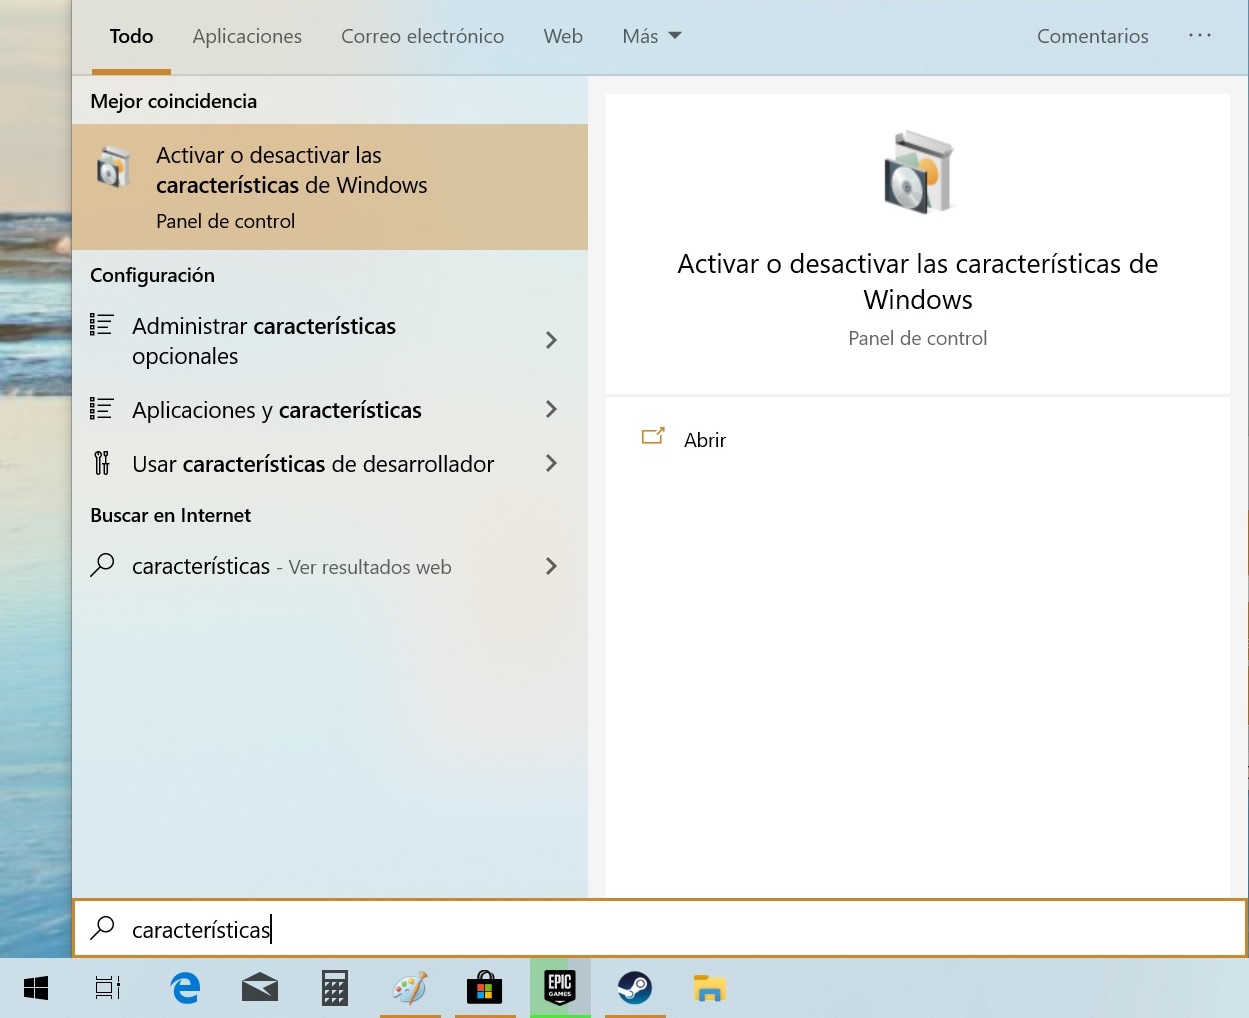 Todo Aplicaciones Correo electrónico Web Más Comentarios ...
Mejor coincidencia
Activar o desactivar las
características de Windows
Panel de control
Configuración
Administrar características
opcionales
Aplicaciones y características
Usar características de desarrollador
Buscar en Internet
características - Ver resultados web
Activar o desactivar las características de
Windows
Panel de control
Abrir
características
EPIC
GAMES